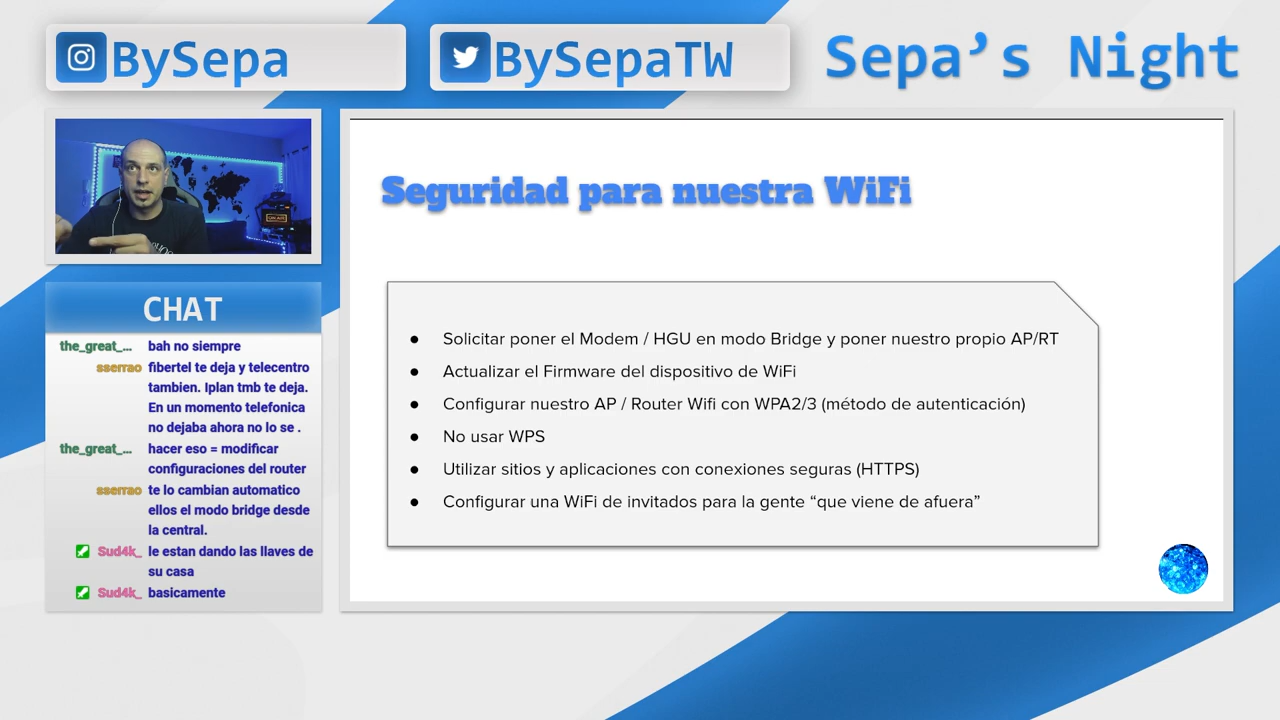 BySepa
BySepaTW
Sepa’s Night
Seguridad para nuestra WiFi
● Solicitar poner el Modem / HGU en modo Bridge y poner nuestro propio AP/RT
● Actualizar el Firmware del dispositivo de WiFi
● Configurar nuestro AP / Router Wifi con WPA2/3 (método de autenticación)
● No usar WPS
● Utilizar sitios y aplicaciones con conexiones seguras (HTTPS)
● Configurar una WiFi de invitados para la gente “que viene de afuera”
CHAT
the_great_... bah no siempre
sserrao fibertel te deja y telecentro
tambien. Iplan tmb te deja.
En un momento telefonica
no dejaba ahora no lo se .
the_great_... hacer eso = modificar
configuraciones del router
sserrao te lo cambian automatico
ellos el modo bridge desde
la central.
Sud4k_ le estan dando las llaves de
su casa
Sud4k_ basicamente